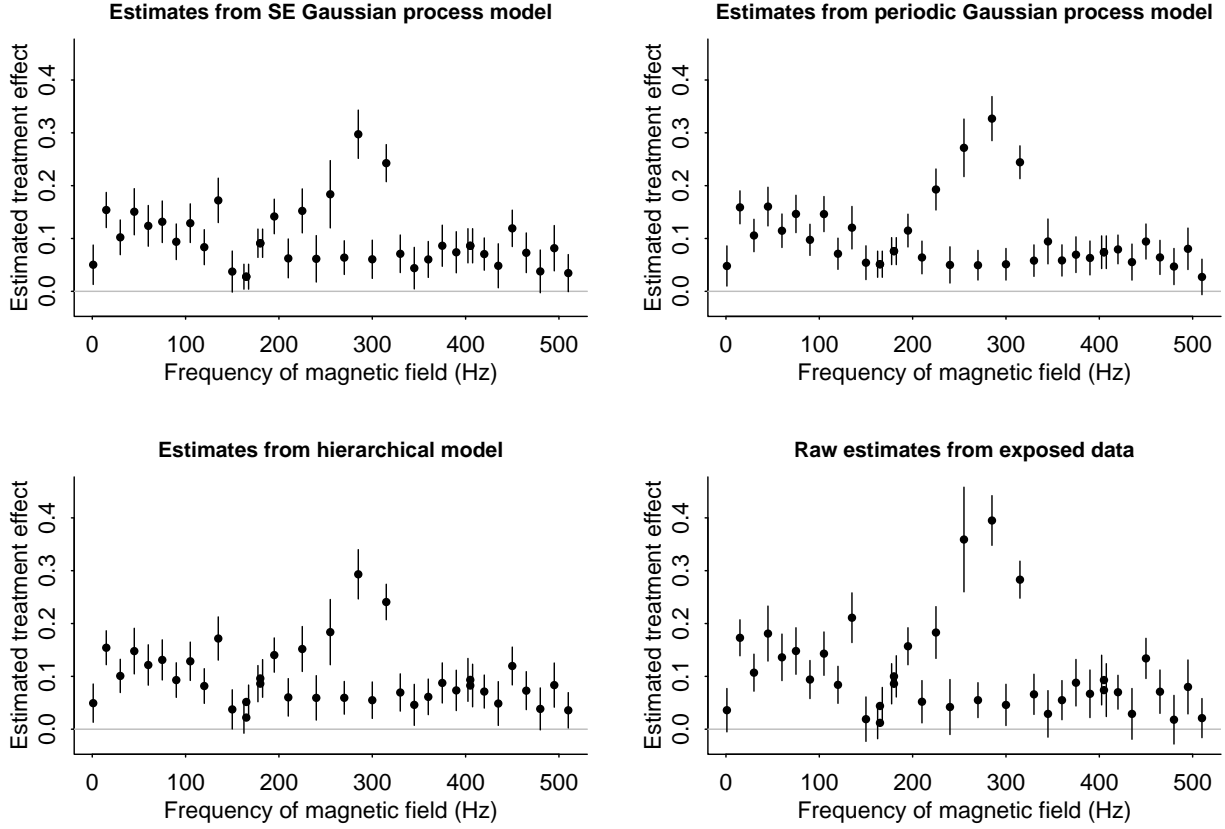 Estimates from SE Gaussian process model
Estimated treatment effect
0.0 0.1 0.2 0.3 0.4
0 100 200 300 400 500
Frequency of magnetic field (Hz)
Estimates from periodic Gaussian process model
Estimated treatment effect
0.0 0.1 0.2 0.3 0.4
0 100 200 300 400 500
Frequency of magnetic field (Hz)
Estimates from hierarchical model
Estimated treatment effect
0.0 0.1 0.2 0.3 0.4
0 100 200 300 400 500
Frequency of magnetic field (Hz)
Raw estimates from exposed data
Estimated treatment effect
0.0 0.1 0.2 0.3 0.4
0 100 200 300 400 500
Frequency of magnetic field (Hz)